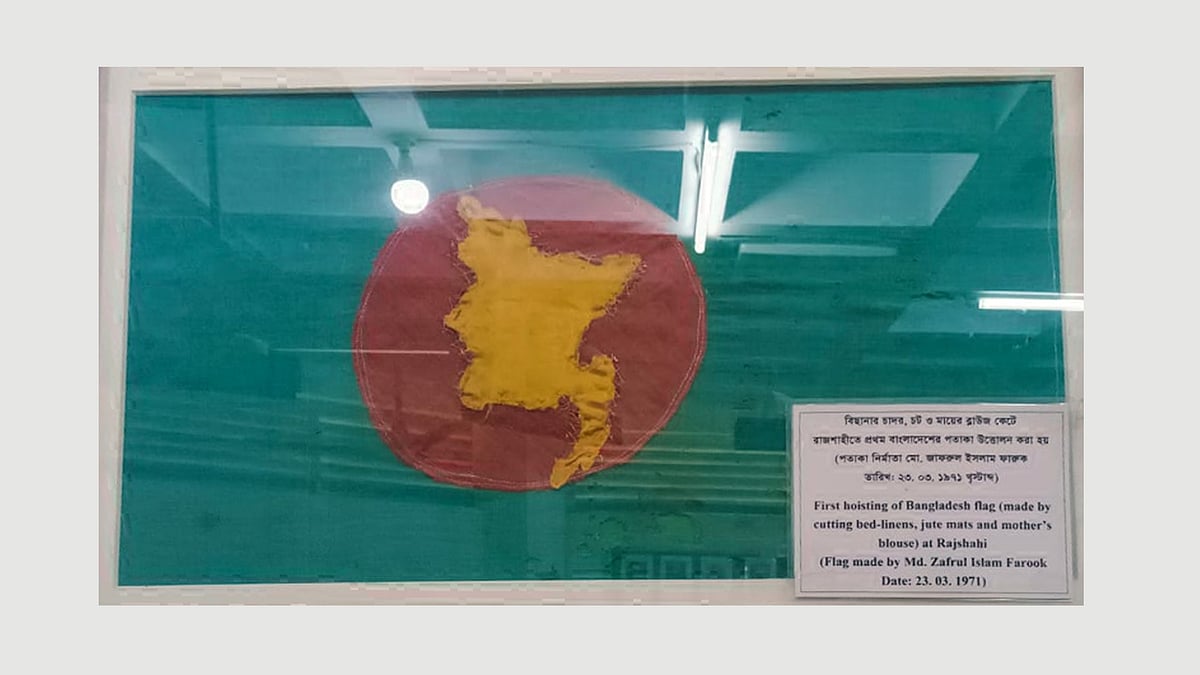 বিছানার চাদর, চট ও মায়ের ব্লাউজ কেটে
রাজশাহীতে প্রথম বাংলাদেশের পতাকা উত্তোলন করা হয়
(পতাকা নির্মাতা মো. জাফরুল ইসলাম ফারুক
তারিখ: ২৩. ০৩. ১৯৭১ খৃস্টাব্দ)
First hoisting of Bangladesh flag (made by
cutting bed-linens, jute mats and mother's
blouse) at Rajshahi
(Flag made by Md. Zafrul Islam Farook
Date: 23. 03. 1971)